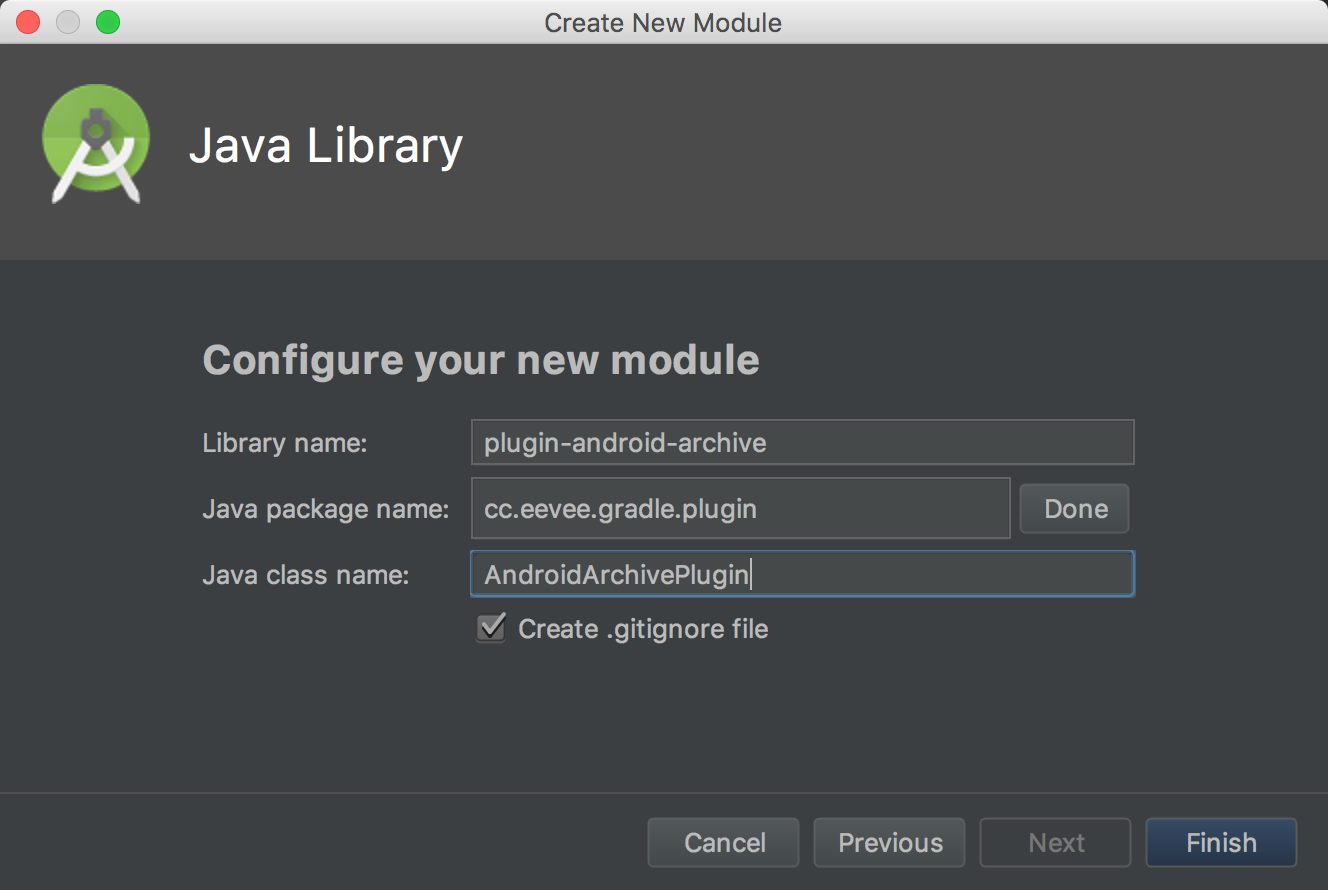 Create New Module
Java Library
Configure your new module
Library name: plugin-android-archive
Java package name: cc.eevee.gradle.plugin Done
Java class name: AndroidArchivePlugin
Create .gitignore file
Cancel Previous Next Finish